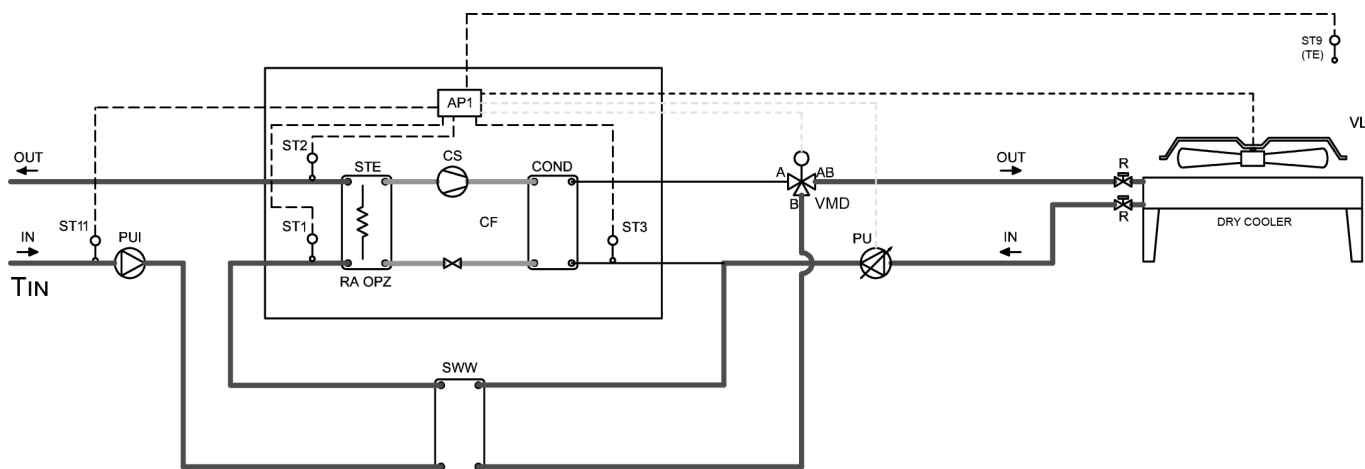 ST9
(TE)
AP1
VL
ST2
CS
OUT
STE
COND
OUT
R
A
AB
B
VMD
CF
ST11
IN
PUI
ST1
ST3
PU
IN
R
DRY COOLER
TIN
RA OPZ
SWW